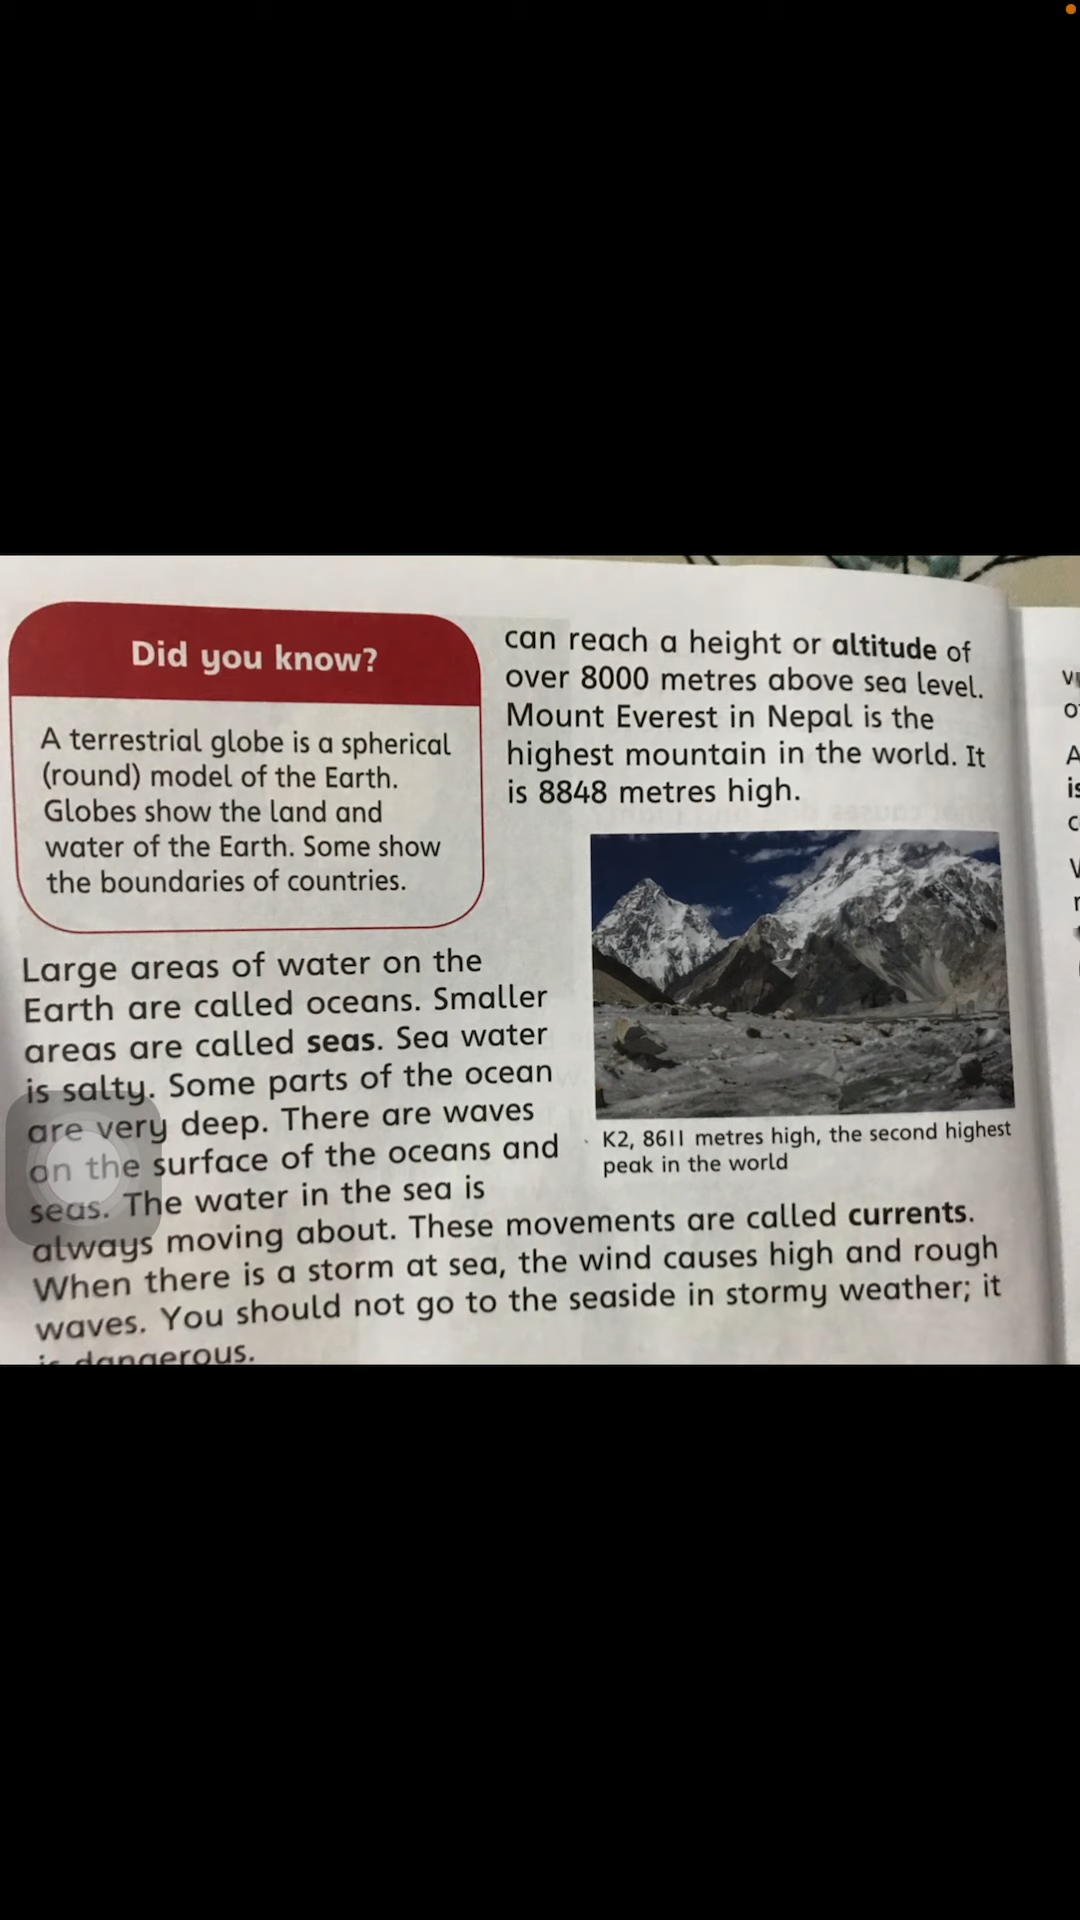 Did you know?
A terrestrial globe is a spherical
(round) model of the Earth.
Globes show the land and
water of the Earth. Some show
the boundaries of countries.
can reach a height or altitude of
over 8000 metres above sea level.
Mount Everest in Nepal is the
highest mountain in the world. It
is 8848 metres high.
K2, 8611 metres high, the second highest
peak in the world
Large areas of water on the
Earth are called oceans. Smaller
areas are called seas. Sea water
is salty. Some parts of the ocean
are very deep. There are waves
on the surface of the oceans and
seas. The water in the sea is
always moving about. These movements are called currents.
When there is a storm at sea, the wind causes high and rough
waves. You should not go to the seaside in stormy weather; it
is dangerous.